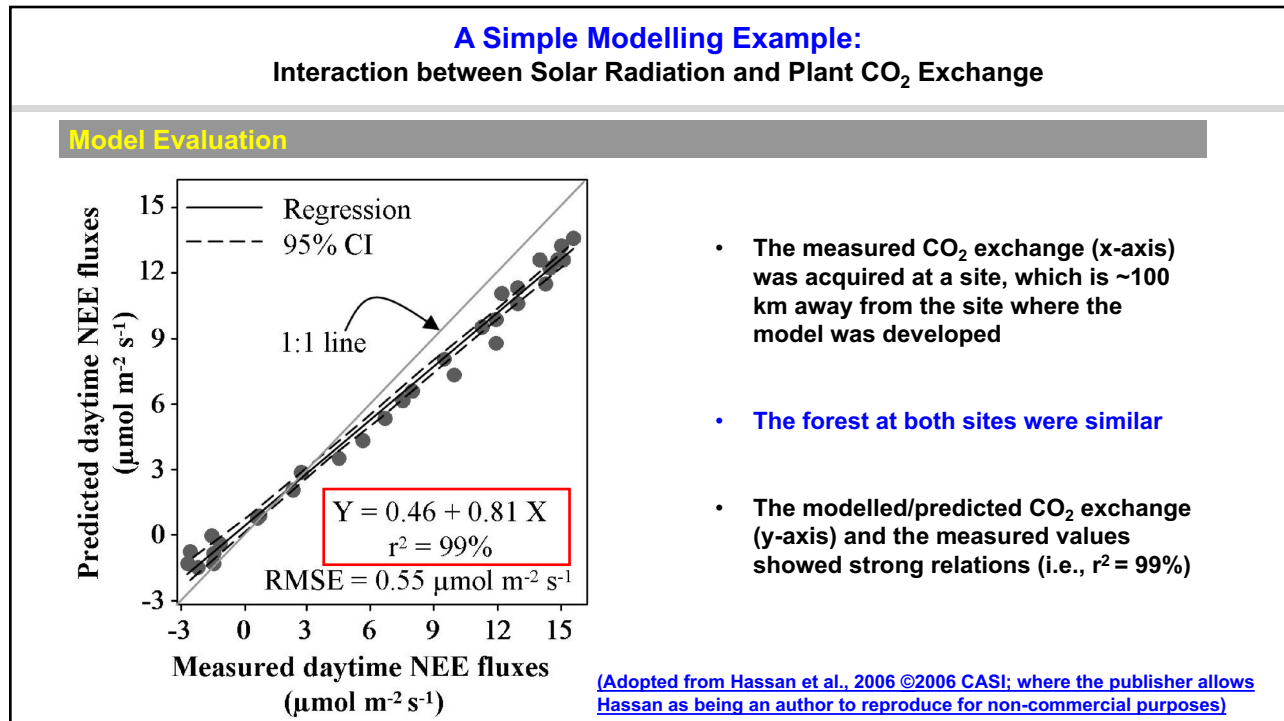 A Simple Modelling Example:
Interaction between Solar Radiation and Plant CO₂ Exchange
Model Evaluation
Predicted daytime NEE fluxes
(µmol m⁻² s⁻¹)
15
12
9
6
3
0
-3
Regression
95% CI
1:1 line
Y = 0.46 + 0.81 X
r² = 99%
RMSE = 0.55 µmol m⁻² s⁻¹
-3 0 3 6 9 12 15
Measured daytime NEE fluxes
(µmol m⁻² s⁻¹)
• The measured CO₂ exchange (x-axis)
was acquired at a site, which is ~100
km away from the site where the
model was developed
• The forest at both sites were similar
• The modelled/predicted CO₂ exchange
(y-axis) and the measured values
showed strong relations (i.e., r² = 99%)
(Adopted from Hassan et al., 2006 ©2006 CASI; where the publisher allows
Hassan as being an author to reproduce for non-commercial purposes)